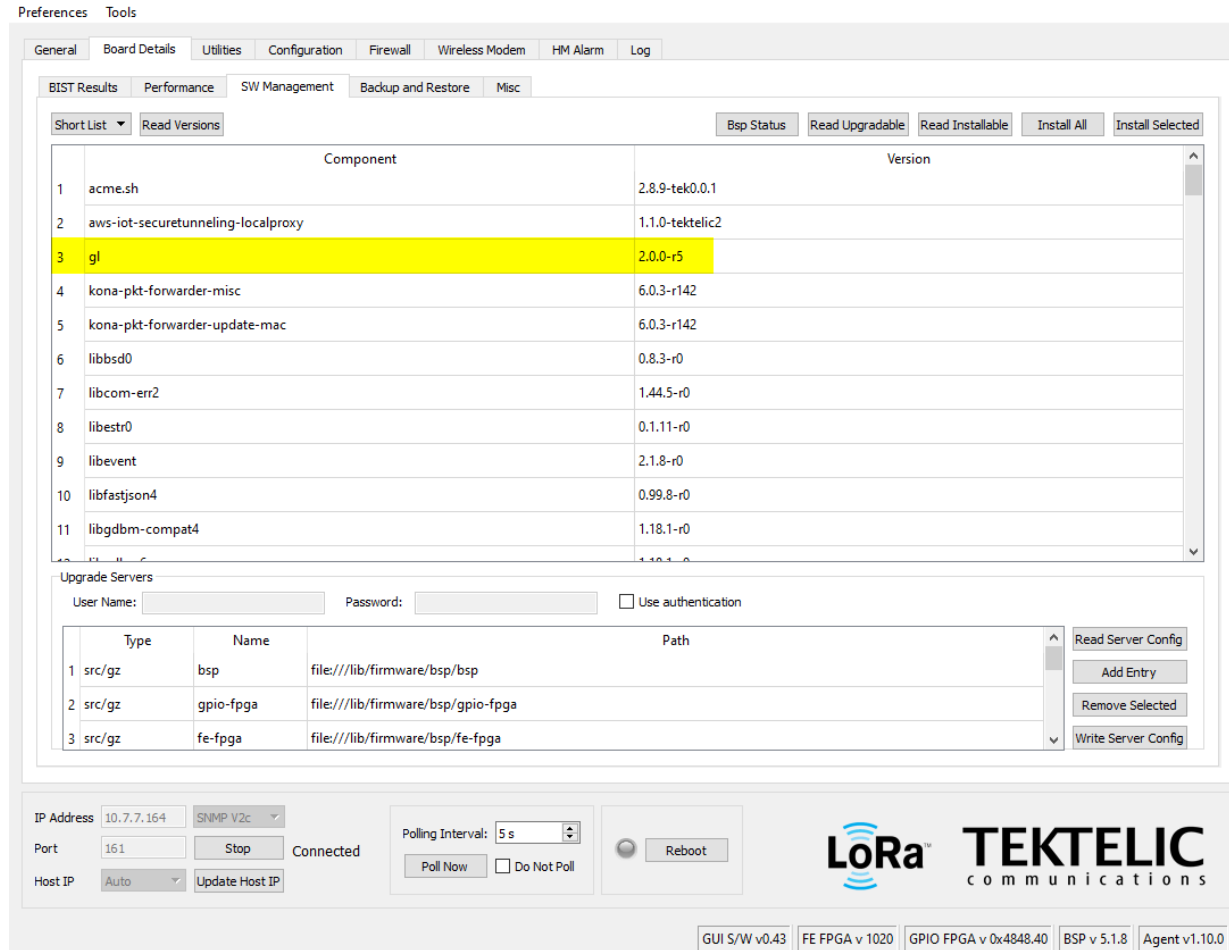 Preferences Tools
General Board Details Utilities Configuration Firewall Wireless Modem HM Alarm Log
BIST Results Performance SW Management Backup and Restore Misc
Short List Read Versions Bsp Status Read Upgradable Read Installable Install All Install Selected
Component Version
1 acme.sh 2.8.9-tek0.0.1
2 aws-iot-securetunneling-localproxy 1.1.0-tektelic2
3 gl 2.0.0-r5
4 kona-pkt-forwarder-misc 6.0.3-r142
5 kona-pkt-forwarder-update-mac 6.0.3-r142
6 libbsd0 0.8.3-r0
7 libcom-err2 1.44.5-r0
8 libestr0 0.1.11-r0
9 libevent 2.1.8-r0
10 libfastjson4 0.99.8-r0
11 libgdbm-compat4 1.18.1-r0
Upgrade Servers
User Name: Password: Use authentication
Type Name Path
1 src/gz bsp file:///lib/firmware/bsp/bsp
2 src/gz gpio-fpga file:///lib/firmware/bsp/gpio-fpga
3 src/gz fe-fpga file:///lib/firmware/bsp/fe-fpga
Read Server Config
Add Entry
Remove Selected
Write Server Config
IP Address 10.7.7.164 SNMP V2c
Port 161 Stop Connected
Host IP Auto Update Host IP
Polling Interval: 5 s
Poll Now Do Not Poll
Reboot
LoRa™
TEKTELIC
communications
GUI S/W v0.43 FE FPGA v 1020 GPIO FPGA v 0x4848.40 BSP v 5.1.8 Agent v1.10.0